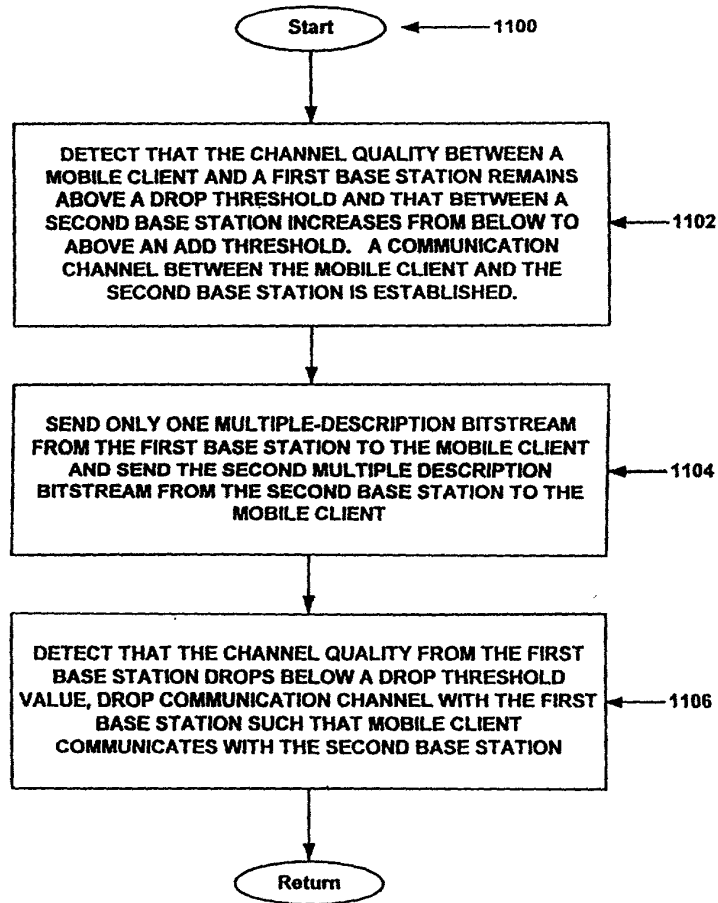 Start
1100
DETECT THAT THE CHANNEL QUALITY BETWEEN A
MOBILE CLIENT AND A FIRST BASE STATION REMAINS
ABOVE A DROP THRESHOLD AND THAT BETWEEN A
SECOND BASE STATION INCREASES FROM BELOW TO
ABOVE AN ADD THRESHOLD. A COMMUNICATION
CHANNEL BETWEEN THE MOBILE CLIENT AND THE
SECOND BASE STATION IS ESTABLISHED.
1102
SEND ONLY ONE MULTIPLE-DESCRIPTION BITSTREAM
FROM THE FIRST BASE STATION TO THE MOBILE CLIENT
AND SEND THE SECOND MULTIPLE DESCRIPTION
BITSTREAM FROM THE SECOND BASE STATION TO THE
MOBILE CLIENT
1104
DETECT THAT THE CHANNEL QUALITY FROM THE FIRST
BASE STATION DROPS BELOW A DROP THRESHOLD
VALUE, DROP COMMUNICATION CHANNEL WITH THE FIRST
BASE STATION SUCH THAT MOBILE CLIENT
COMMUNICATES WITH THE SECOND BASE STATION
1106
Return